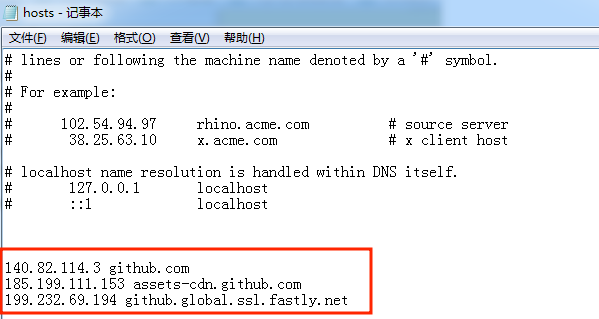 hosts - 记事本
文件(F) 编辑(E) 格式(O) 查看(V) 帮助(H)
# lines or following the machine name denoted by a '#' symbol.
#
# For example:
#
#      102.54.94.97     rhino.acme.com          # source server
#       38.25.63.10     x.acme.com              # x client host

# localhost name resolution is handled within DNS itself.
#       127.0.0.1       localhost
#       ::1             localhost

140.82.114.3 github.com
185.199.111.153 assets-cdn.github.com
199.232.69.194 github.global.ssl.fastly.net